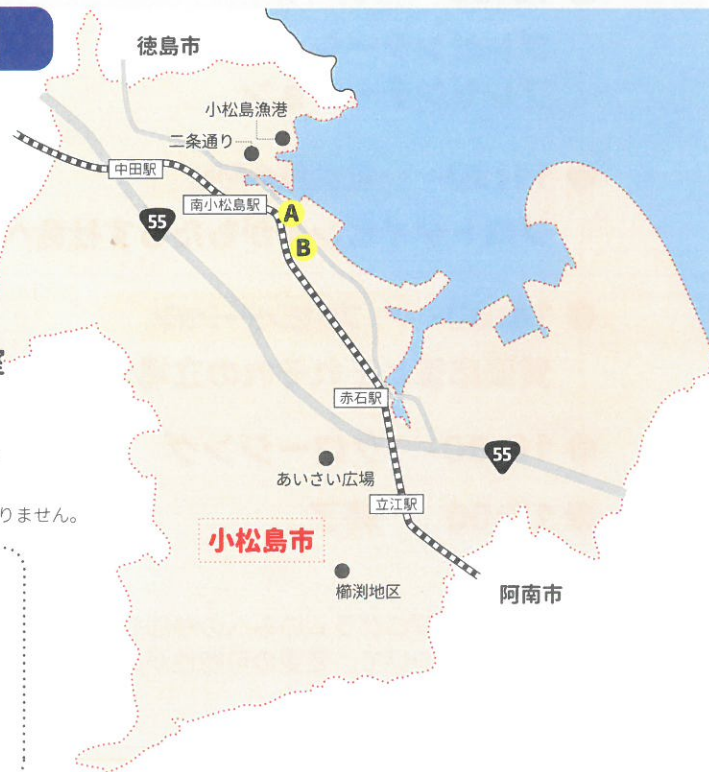 徳島市
小松島漁港
二条通り
中田駅
南小松島駅
A
55
B
赤石駅
55
あいさい広場
立江駅
小松島市
櫛渕地区
阿南市
りません。